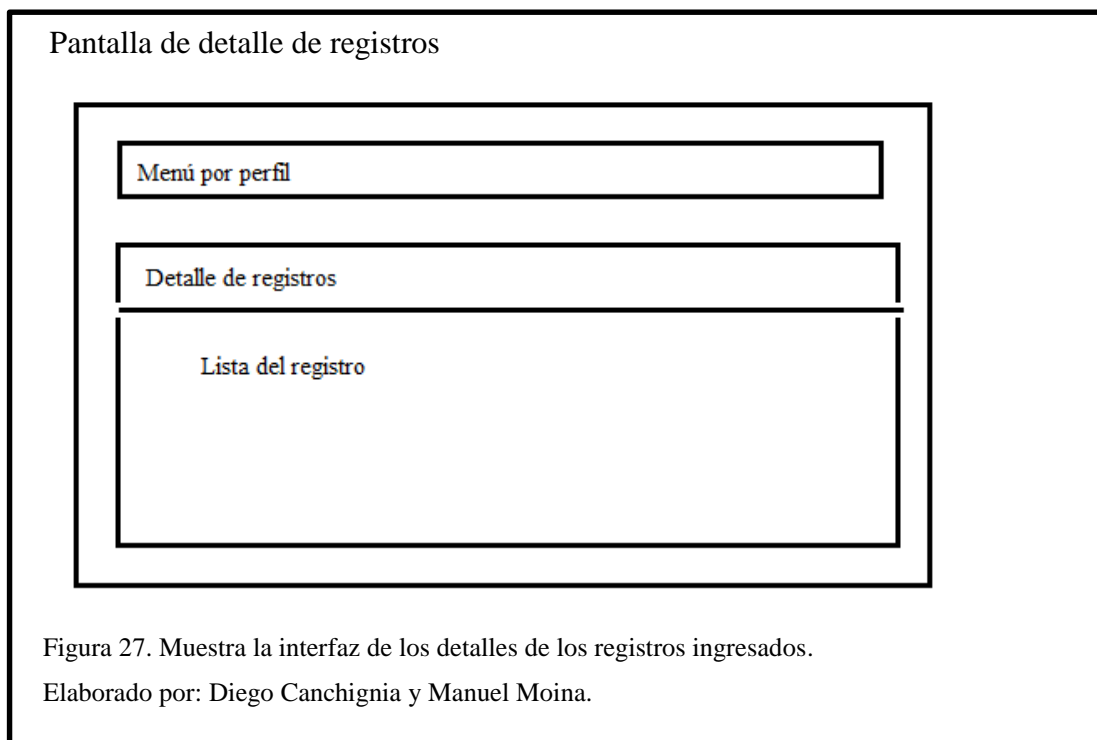 Pantalla de detalle de registros
Menú por perfil
Detalle de registros
Lista del registro
Figura 27. Muestra la interfaz de los detalles de los registros ingresados.
Elaborado por: Diego Canchignia y Manuel Moina.